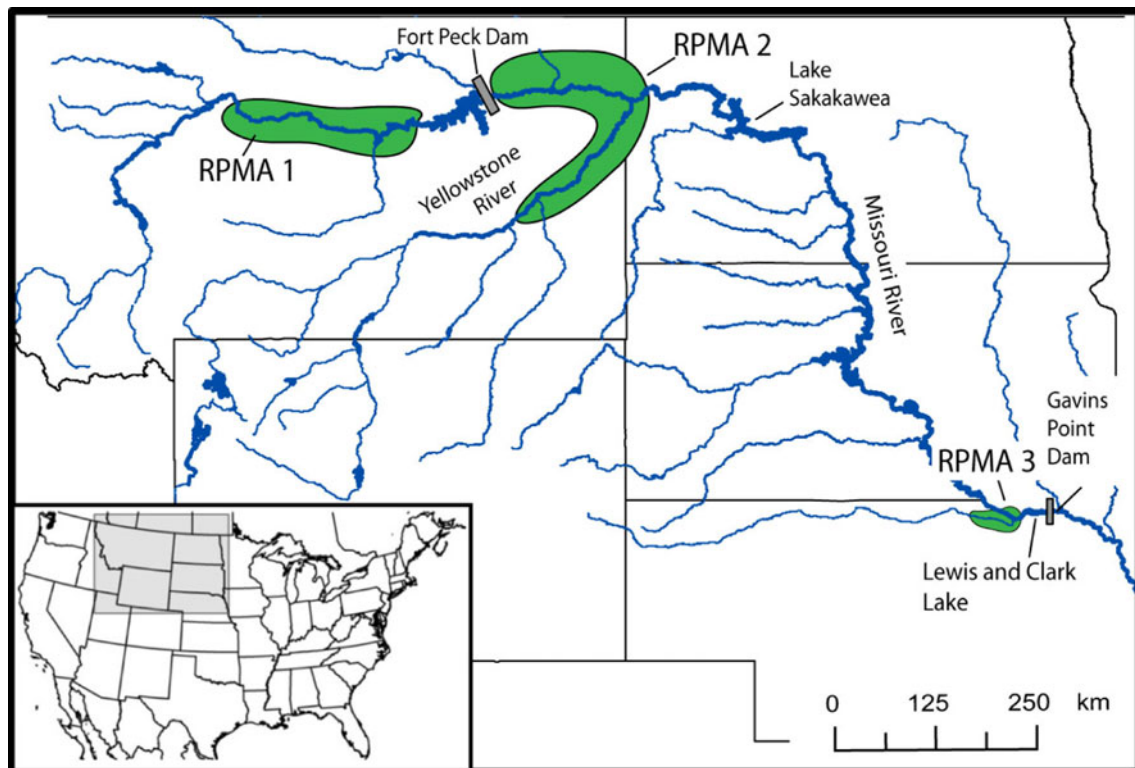 Fort Peck Dam
RPMA 2
Lake
Sakakawea
RPMA 1
Yellowstone
River
Missouri River
Gavins
Point
Dam
RPMA 3
Lewis and Clark
Lake
0 125 250 km